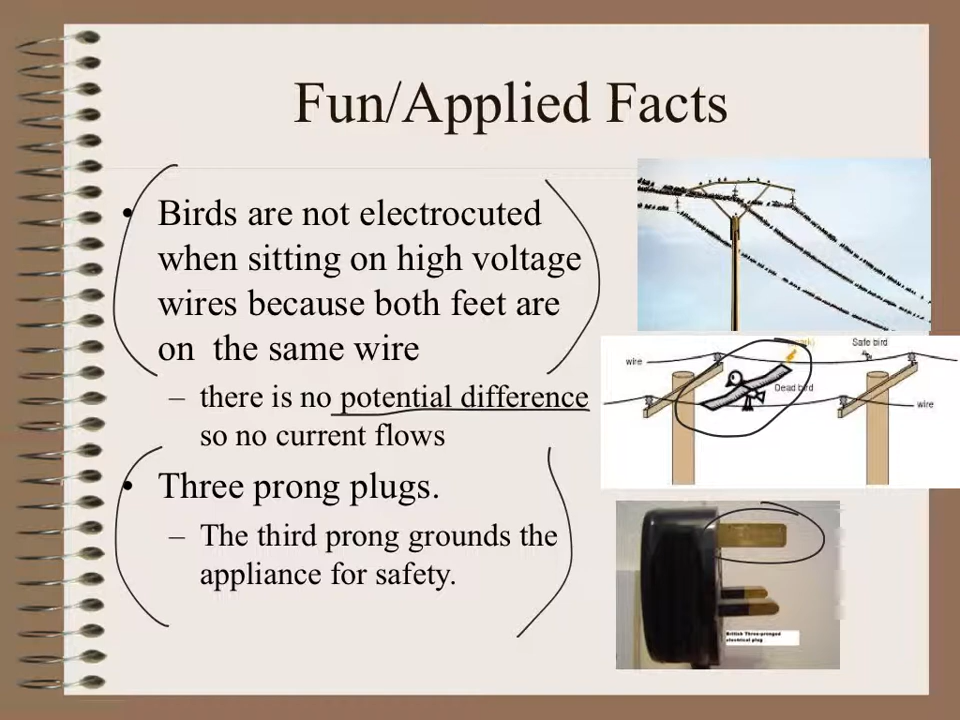 Fun/Applied Facts
• Birds are not electrocuted
when sitting on high voltage
wires because both feet are
on the same wire
– there is no potential difference
so no current flows
• Three prong plugs.
– The third prong grounds the
appliance for safety.
Safe bird
wire
Dead bird
wire
British Three-pronged
electrical plug